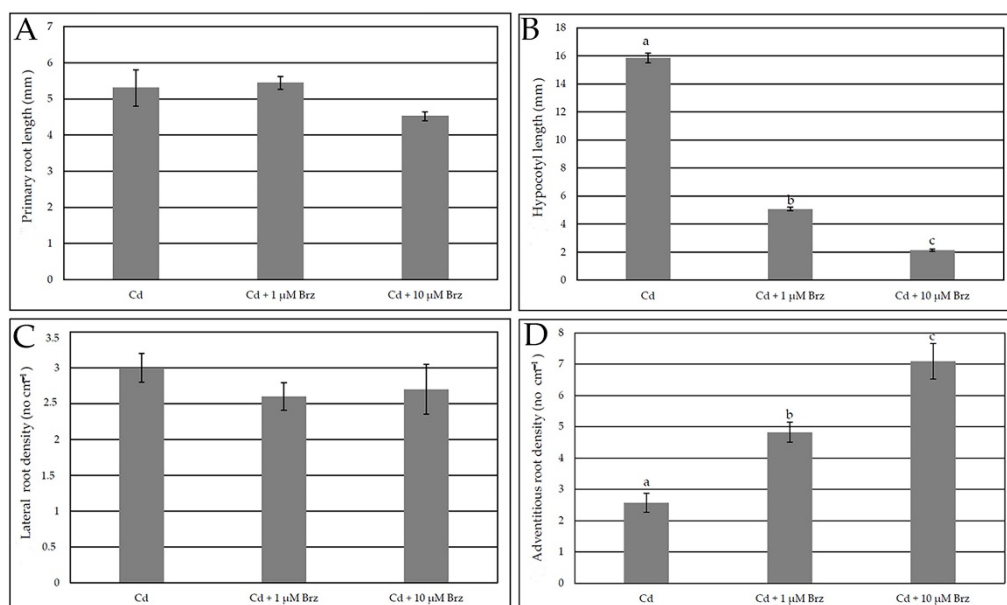 A
Primary root length (mm)
7
6
5
4
3
2
1
0
Cd
Cd + 1 μM Brz
Cd + 10 μM Brz
B
Hypocotyl length (mm)
18
16
14
12
10
8
6
4
2
0
a
b
c
Cd
Cd + 1 μM Brz
Cd + 10 μM Brz
C
Lateral root density (no cm⁻¹)
3.5
3
2.5
2
1.5
1
0.5
0
Cd
Cd + 1 μM Brz
Cd + 10 μM Brz
D
Adventitious root density (no cm⁻¹)
8
7
6
5
4
3
2
1
0
a
b
c
Cd
Cd + 1 μM Brz
Cd + 10 μM Brz